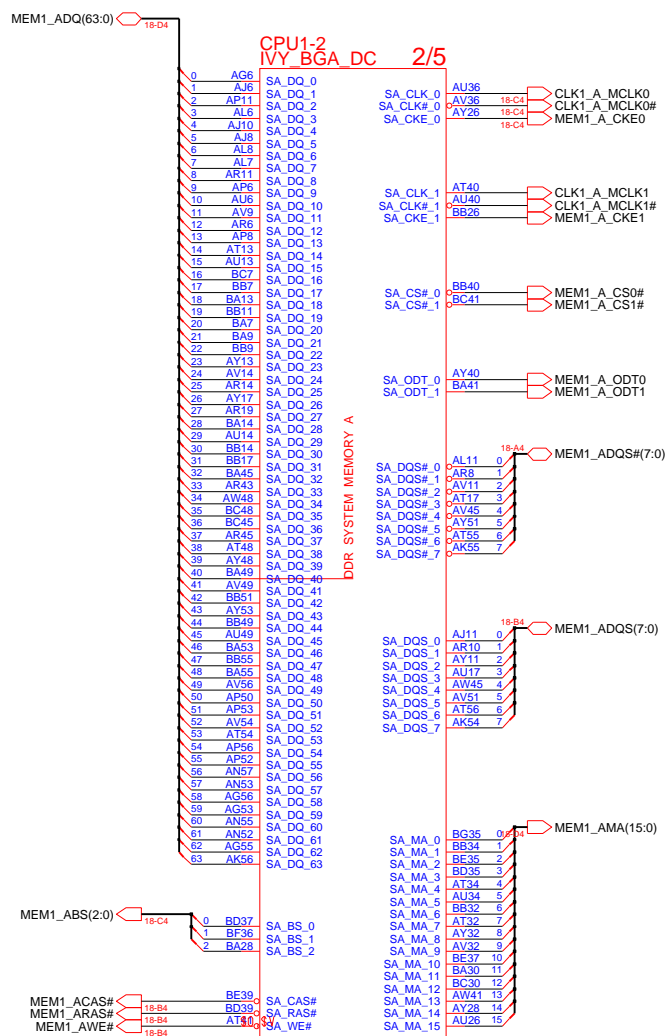 MEM1_ADQ(63:0)
18-D4
CPU1-2
IVY_BGA_DC 2/5
0 AG6 SA_DQ_0
1 AJ6 SA_DQ_1
2 AP11 SA_DQ_2
3 AL6 SA_DQ_3
4 AJ10 SA_DQ_4
5 AJ8 SA_DQ_5
6 AL8 SA_DQ_6
7 AL7 SA_DQ_7
8 AR11 SA_DQ_8
9 AP6 SA_DQ_9
10 AU6 SA_DQ_10
11 AV9 SA_DQ_11
12 AR6 SA_DQ_12
13 AP8 SA_DQ_13
14 AT13 SA_DQ_14
15 AU13 SA_DQ_15
16 BC7 SA_DQ_16
17 BB7 SA_DQ_17
18 BA13 SA_DQ_18
19 BB11 SA_DQ_19
20 BA7 SA_DQ_20
21 BA9 SA_DQ_21
22 BB9 SA_DQ_22
23 AY13 SA_DQ_23
24 AV14 SA_DQ_24
25 AR14 SA_DQ_25
26 AY17 SA_DQ_26
27 AR19 SA_DQ_27
28 BA14 SA_DQ_28
29 AU14 SA_DQ_29
30 BB14 SA_DQ_30
31 BB17 SA_DQ_31
32 BA45 SA_DQ_32
33 AR43 SA_DQ_33
34 AW48 SA_DQ_34
35 BC48 SA_DQ_35
36 BC45 SA_DQ_36
37 AR45 SA_DQ_37
38 AT48 SA_DQ_38
39 AY48 SA_DQ_39
40 BA49 SA_DQ_40
41 AV49 SA_DQ_41
42 BB51 SA_DQ_42
43 AY53 SA_DQ_43
44 BB49 SA_DQ_44
45 AU49 SA_DQ_45
46 BA53 SA_DQ_46
47 BB55 SA_DQ_47
48 BA55 SA_DQ_48
49 AV56 SA_DQ_49
50 AP50 SA_DQ_50
51 AP53 SA_DQ_51
52 AV54 SA_DQ_52
53 AT54 SA_DQ_53
54 AP56 SA_DQ_54
55 AP52 SA_DQ_55
56 AN57 SA_DQ_56
57 AN53 SA_DQ_57
58 AG56 SA_DQ_58
59 AG53 SA_DQ_59
60 AN55 SA_DQ_60
61 AN52 SA_DQ_61
62 AG55 SA_DQ_62
63 AK56 SA_DQ_63
MEM1_ABS(2:0)
18-C4
0 BD37 SA_BS_0
1 BF36 SA_BS_1
2 BA28 SA_BS_2
MEM1_ACAS# BE39 SA_CAS#
18-B4
MEM1_ARAS# BD39 SA_RAS#
18-B4
MEM1_AWE# AT41 SA_WE#
18-B4
DDR SYSTEM MEMORY A
SA_CLK_0 AU36 CLK1_A_MCLK0
18-C4
SA_CLK#_0 AV36 CLK1_A_MCLK0#
18-C4
SA_CKE_0 AY26 MEM1_A_CKE0
18-C4
SA_CLK_1 AT40 CLK1_A_MCLK1
SA_CLK#_1 AU40 CLK1_A_MCLK1#
SA_CKE_1 BB26 MEM1_A_CKE1
SA_CS#_0 BB40 MEM1_A_CS0#
SA_CS#_1 BC41 MEM1_A_CS1#
SA_ODT_0 AY40 MEM1_A_ODT0
SA_ODT_1 BA41 MEM1_A_ODT1
18-A4
MEM1_ADQS#(7:0)
SA_DQS#_0 AL11 0
SA_DQS#_1 AR8 1
SA_DQS#_2 AV11 2
SA_DQS#_3 AT17 3
SA_DQS#_4 AV45 4
SA_DQS#_5 AY51 5
SA_DQS#_6 AT55 6
SA_DQS#_7 AK55 7
18-B4
MEM1_ADQS(7:0)
SA_DQS_0 AJ11 0
SA_DQS_1 AR10 1
SA_DQS_2 AY11 2
SA_DQS_3 AU17 3
SA_DQS_4 AW45 4
SA_DQS_5 AV51 5
SA_DQS_6 AT56 6
SA_DQS_7 AK54 7
MEM1_AMA(15:0)
18-D4
SA_MA_0 BG35 0
SA_MA_1 BB34 1
SA_MA_2 BE35 2
SA_MA_3 BD35 3
SA_MA_4 AT34 4
SA_MA_5 AU34 5
SA_MA_6 BB32 6
SA_MA_7 AT32 7
SA_MA_8 AY32 8
SA_MA_9 AV32 9
SA_MA_10 BE37 10
SA_MA_11 BA30 11
SA_MA_12 BC30 12
SA_MA_13 AW41 13
SA_MA_14 AY28 14
SA_MA_15 AU26 15